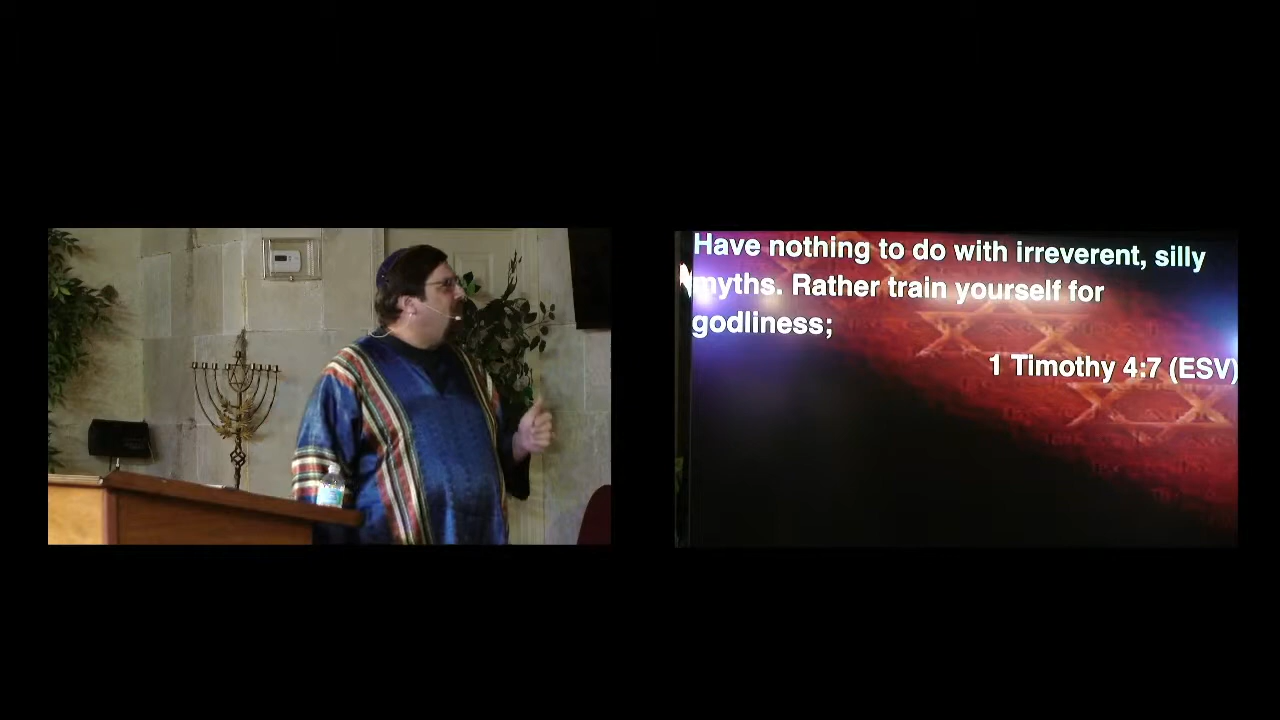 Have nothing to do with irreverent, silly
myths. Rather train yourself for
godliness;
1 Timothy 4:7 (ESV)